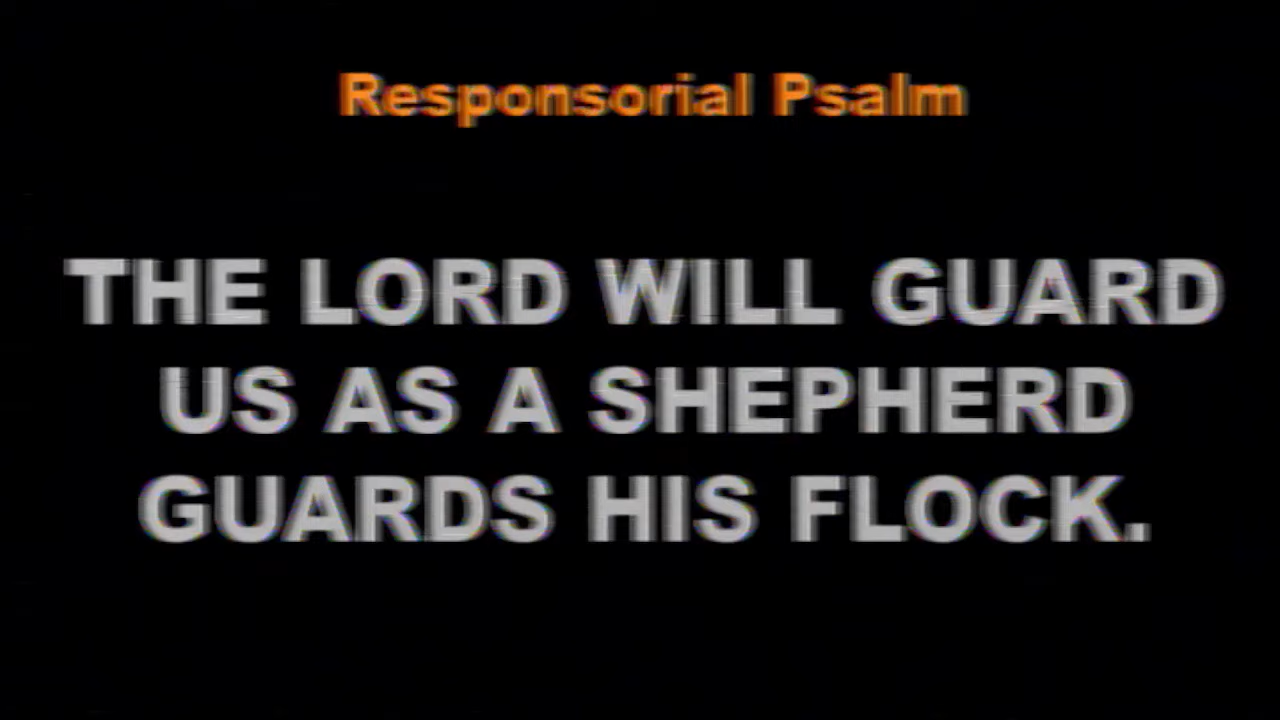 Responsorial Psalm
THE LORD WILL GUARD
US AS A SHEPHERD
GUARDS HIS FLOCK.